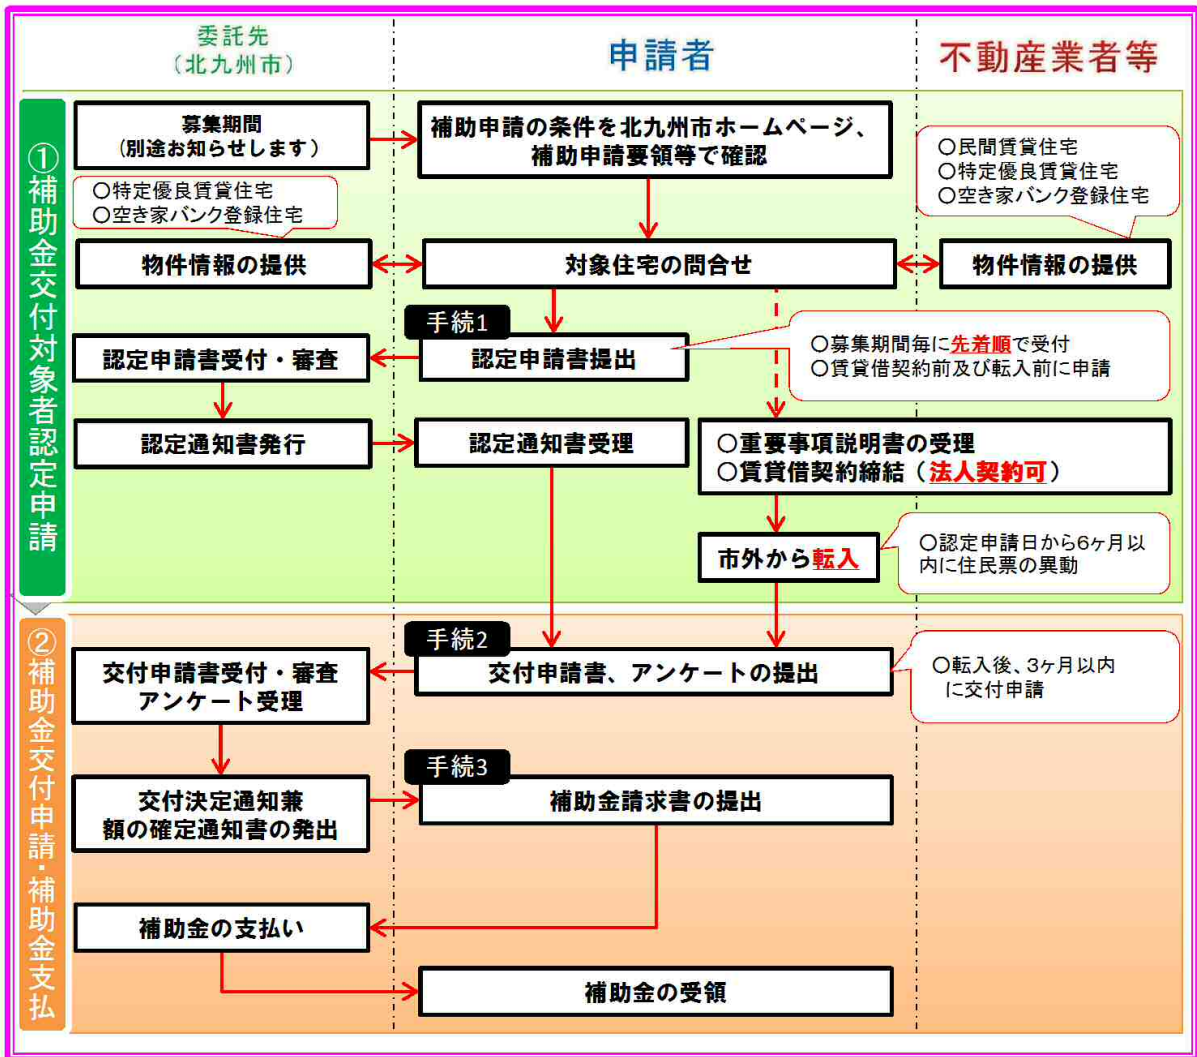 委託先
（北九州市）
申請者
不動産業者等
①補助金交付対象者認定申請
募集期間
(別途お知らせします)
補助申請の条件を北九州市ホームページ、
補助申請要領等で確認
○民間賃貸住宅
○特定優良賃貸住宅
○空き家バンク登録住宅
○特定優良賃貸住宅
○空き家バンク登録住宅
物件情報の提供
対象住宅の問合せ
物件情報の提供
手続1
認定申請書受付・審査
認定申請書提出
○募集期間毎に先着順で受付
○賃貸借契約前及び転入前に申請
認定通知書発行
認定通知書受理
○重要事項説明書の受理
○賃貸借契約締結（法人契約可）
市外から転入
○認定申請日から6ヶ月以
内に住民票の異動
②補助金交付申請・補助金支払
手続2
交付申請書受付・審査
アンケート受理
交付申請書、アンケートの提出
○転入後、3ヶ月以内
に交付申請
手続3
交付決定通知兼
額の確定通知書の発出
補助金請求書の提出
補助金の支払い
補助金の受領